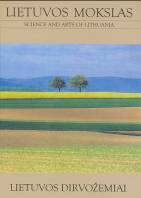 LIETUVOS MOKSLAS
SCIENCE AND ARTS OF LITHUANIA
LIETUVOS DIRVOŽEMIAI